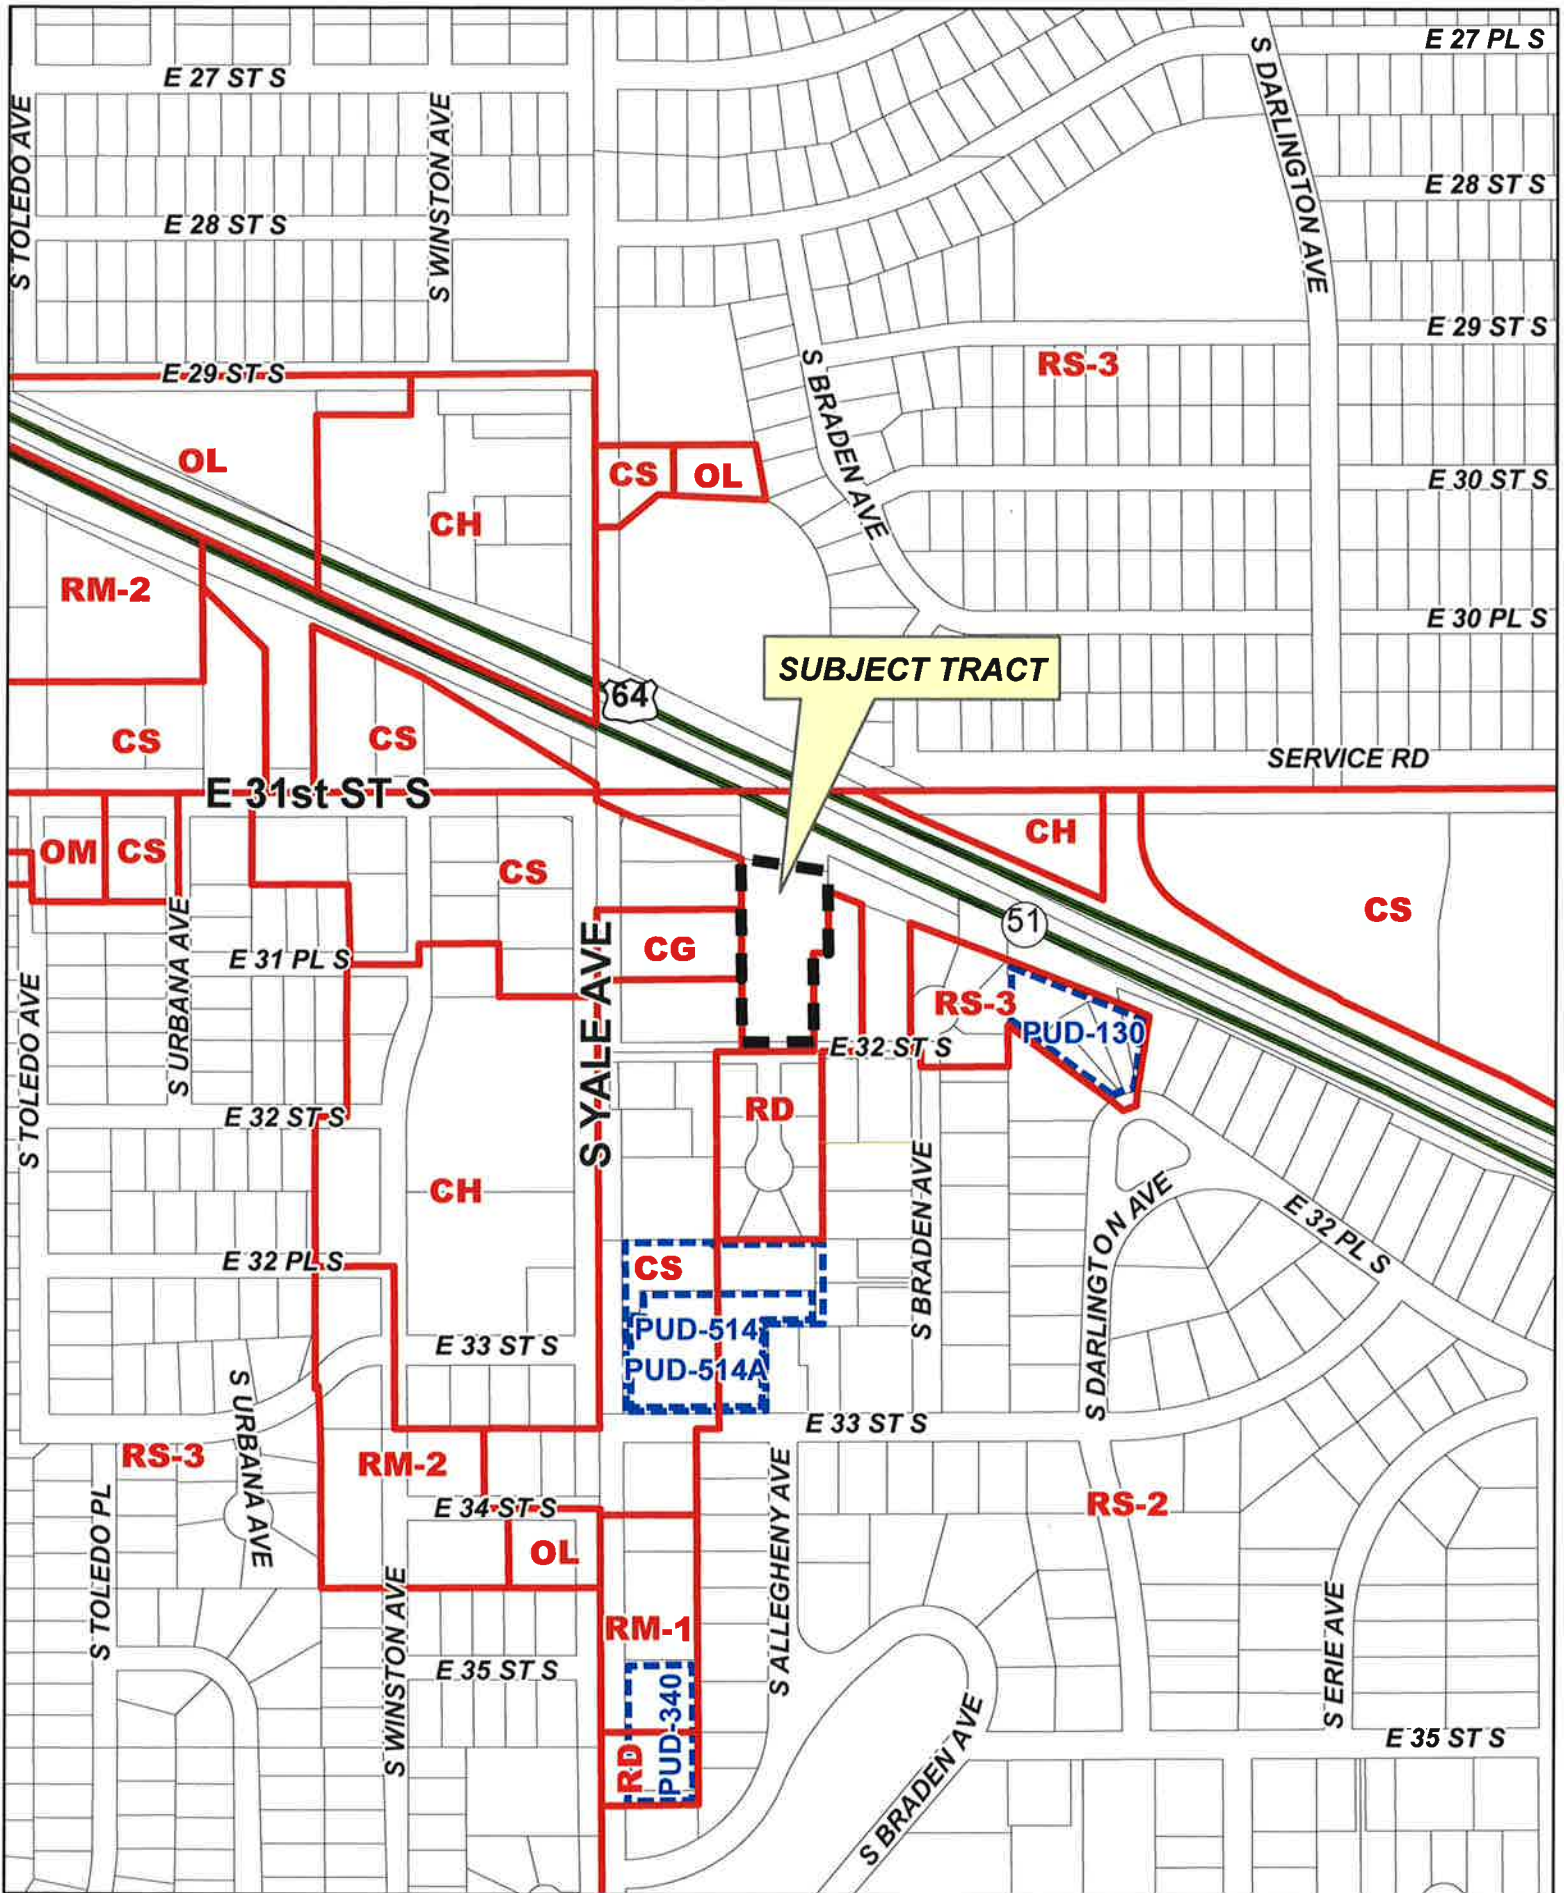 E 27 PL S
E 27 ST S
S TOLEDO AVE
S WINSTON AVE
S DARLINGTON AVE
E 28 ST S
E 28 ST S
E 29 ST S
E 29 ST S
RS-3
S BRADEN AVE
OL
CS
OL
E 30 ST S
CH
RM-2
E 30 PL S
SUBJECT TRACT
64
CS
CS
SERVICE RD
E 31st ST S
OM
CS
CS
CH
CS
51
S URBANA AVE
E 31 PL S
S YALE AVE
CG
RS-3
PUD-130
S TOLEDO AVE
E 32 ST S
E 32 ST S
RD
CH
S BRADEN AVE
S DARLINGTON AVE
E 32 PL S
E 32 PL S
CS
PUD-514
PUD-514A
E 33 ST S
E 33 ST S
S URBANA AVE
RS-3
RM-2
S TOLEDO PL
E 34 ST S
S ALLEGHENY AVE
RS-2
OL
S WINSTON AVE
RM-1
S ERIE AVE
E 35 ST S
PUD-340
RD
S BRADEN AVE
E 35 ST S